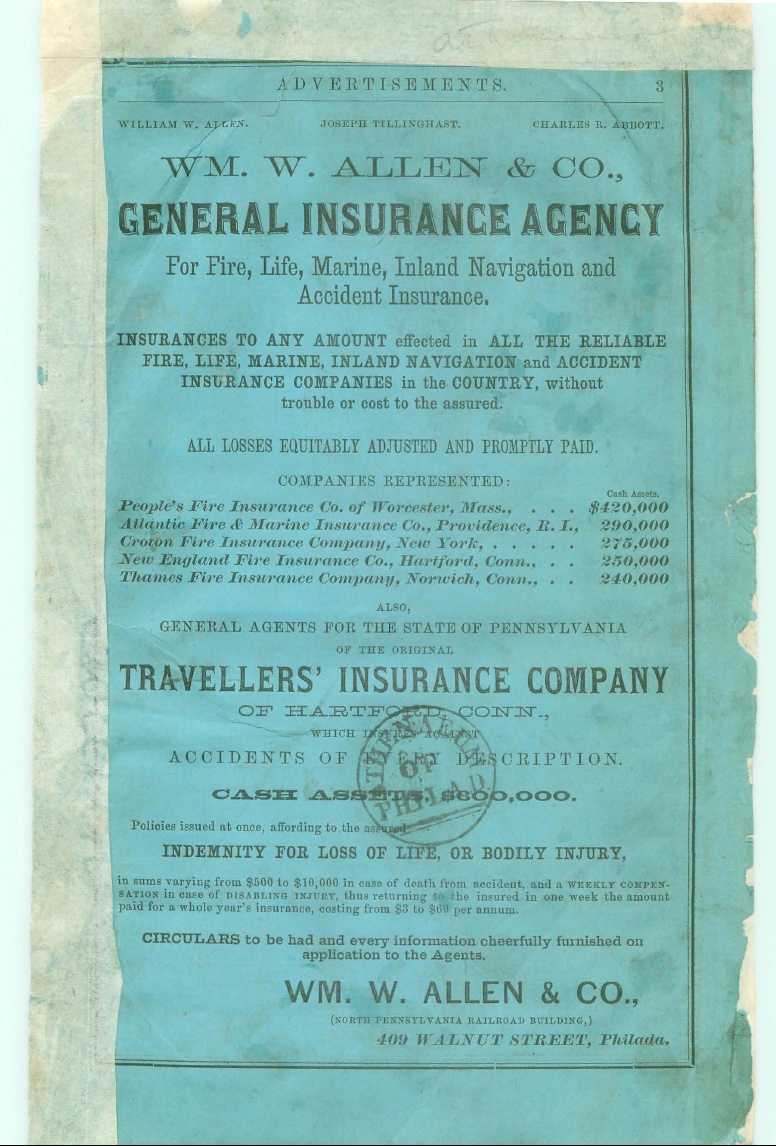 ADVERTISEMENTS. 3
WILLIAM W. ALLEN. JOSEPH TILLINGHAST. CHARLES R. ABBOTT.
WM. W. ALLEN & CO.,
GENERAL INSURANCE AGENCY
For Fire, Life, Marine, Inland Navigation and
Accident Insurance.
INSURANCES TO ANY AMOUNT effected in ALL THE RELIABLE
FIRE, LIFE, MARINE, INLAND NAVIGATION and ACCIDENT
INSURANCE COMPANIES in the COUNTRY, without
trouble or cost to the assured.
ALL LOSSES EQUITABLY ADJUSTED AND PROMPTLY PAID.
COMPANIES REPRESENTED:
Cash Assets.
People's Fire Insurance Co. of Worcester, Mass., . . . $420,000
Atlantic Fire & Marine Insurance Co., Providence, R. I., 290,000
Croton Fire Insurance Company, New York, . . . . . 275,000
New England Fire Insurance Co., Hartford, Conn., . . 250,000
Thames Fire Insurance Company, Norwich, Conn., . . 240,000
ALSO,
GENERAL AGENTS FOR THE STATE OF PENNSYLVANIA
OF THE ORIGINAL
TRAVELLERS' INSURANCE COMPANY
OF HARTFORD, CONN.,
WHICH INSURES AGAINST
ACCIDENTS OF EVERY DESCRIPTION.
CASH ASSETS, $600,000.
ATHENAEUM
OF
PHILAD.
Policies issued at once, affording to the assured
INDEMNITY FOR LOSS OF LIFE, OR BODILY INJURY,
in sums varying from $500 to $10,000 in case of death from accident, and a WEEKLY COMPEN-
SATION in case of DISABLING INJURY, thus returning to the insured in one week the amount
paid for a whole year's insurance, costing from $3 to $60 per annum.
CIRCULARS to be had and every information cheerfully furnished on
application to the Agents.
WM. W. ALLEN & CO.,
(NORTH PENNSYLVANIA RAILROAD BUILDING,)
409 WALNUT STREET, Philada.